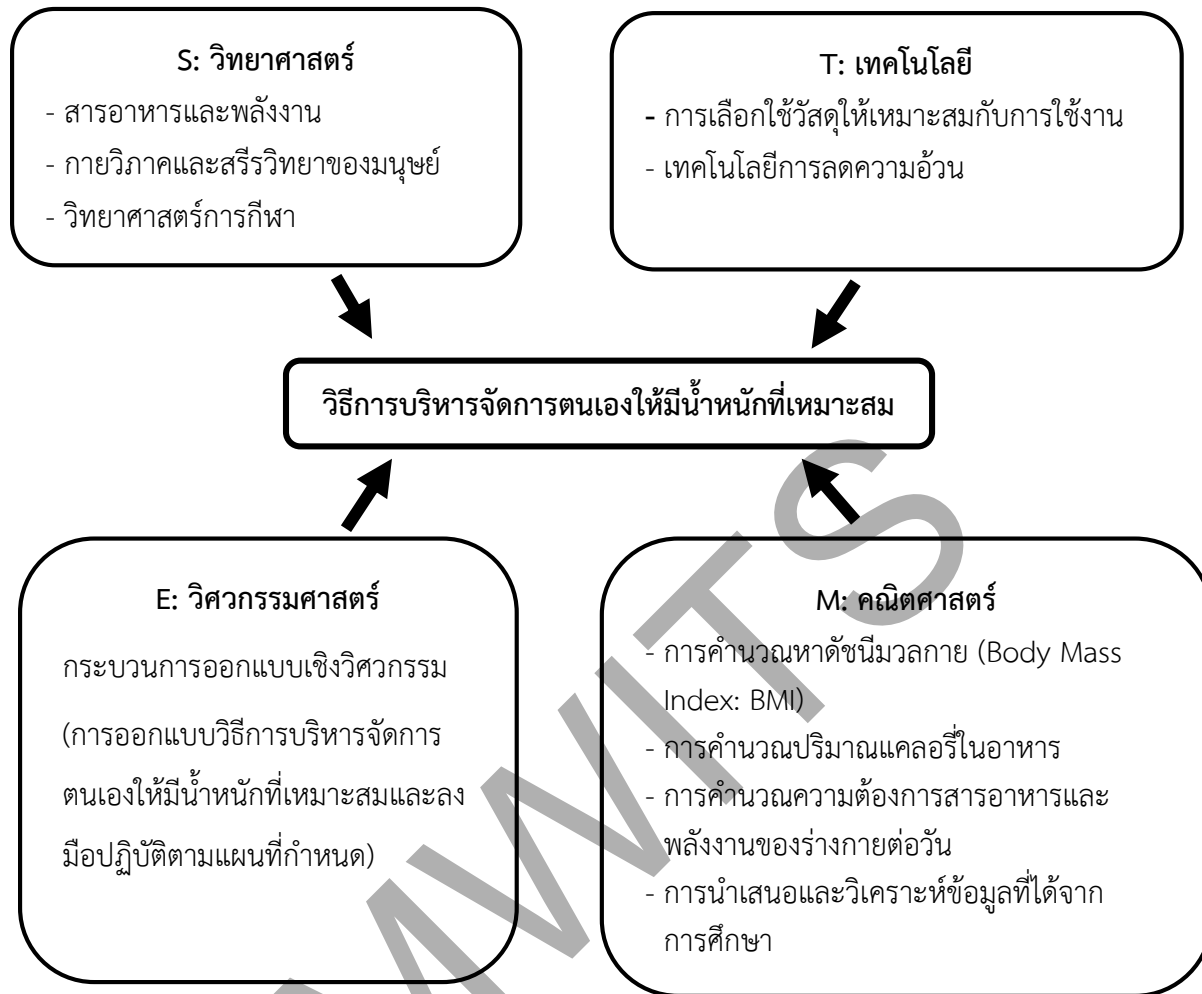 S: วิทยาศาสตร์
- สารอาหารและพลังงาน
- กายวิภาคและสรีรวิทยาของมนุษย์
- วิทยาศาสตร์การกีฬา
T: เทคโนโลยี
- การเลือกใช้วัสดุให้เหมาะสมกับการใช้งาน
- เทคโนโลยีการลดความอ้วน
วิธีการบริหารจัดการตนเองให้มีน้ำหนักที่เหมาะสม
E: วิศวกรรมศาสตร์
กระบวนการออกแบบเชิงวิศวกรรม
(การออกแบบวิธีการบริหารจัดการ
ตนเองให้มีน้ำหนักที่เหมาะสมและลง
มือปฏิบัติตามแผนที่กำหนด)
M: คณิตศาสตร์
- การคำนวณหาดัชนีมวลกาย (Body Mass
Index: BMI)
- การคำนวณปริมาณแคลอรี่ในอาหาร
- การคำนวณความต้องการสารอาหารและ
พลังงานของร่างกายต่อวัน
- การนำเสนอและวิเคราะห์ข้อมูลที่ได้จาก
การศึกษา
MWITS